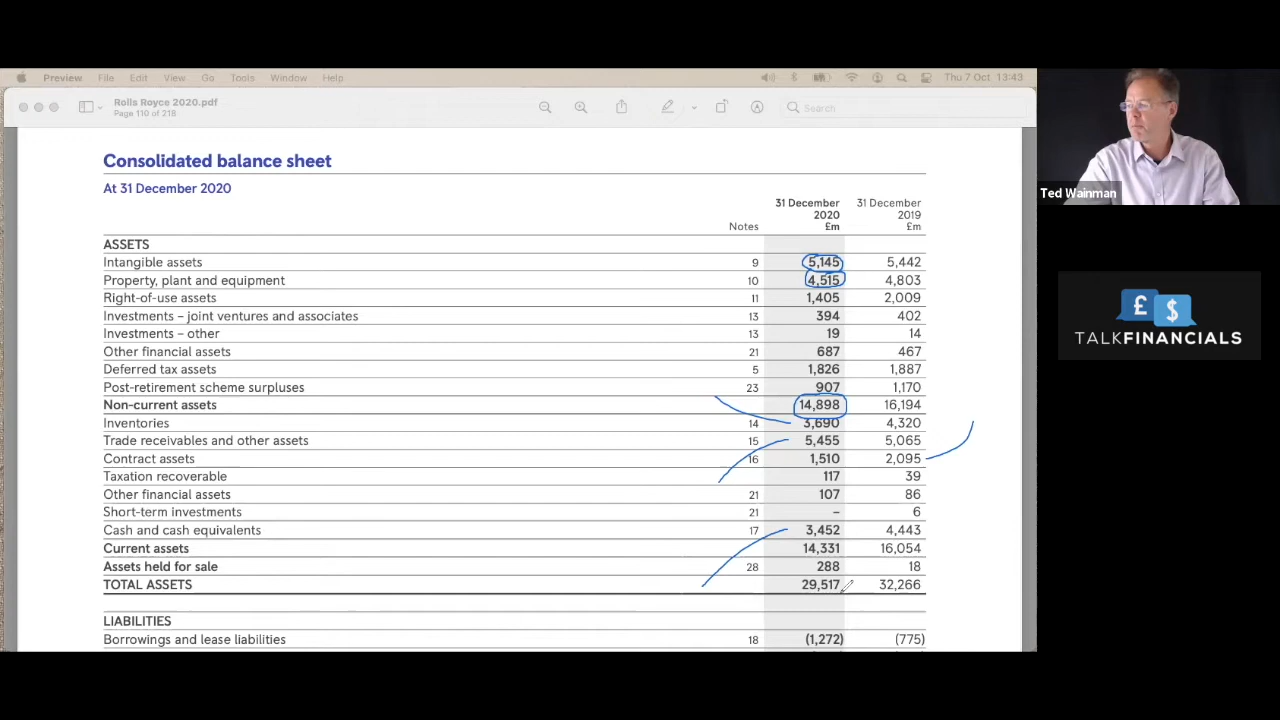 Preview File Edit View Go Tools Window Help Thu 7 Oct 13:43
Rolls Royce 2020.pdf
Page 110 of 218
Search
Consolidated balance sheet
At 31 December 2020
Notes 31 December 2020 £m 31 December 2019 £m
ASSETS
Intangible assets 9 5,145 5,442
Property, plant and equipment 10 4,515 4,803
Right-of-use assets 11 1,405 2,009
Investments – joint ventures and associates 13 394 402
Investments – other 13 19 14
Other financial assets 21 687 467
Deferred tax assets 5 1,826 1,887
Post-retirement scheme surpluses 23 907 1,170
Non-current assets 14,898 16,194
Inventories 14 3,690 4,320
Trade receivables and other assets 15 5,455 5,065
Contract assets 16 1,510 2,095
Taxation recoverable 117 39
Other financial assets 21 107 86
Short-term investments 21 – 6
Cash and cash equivalents 17 3,452 4,443
Current assets 14,331 16,054
Assets held for sale 28 288 18
TOTAL ASSETS 29,517 32,266
LIABILITIES
Borrowings and lease liabilities 18 (1,272) (775)
Ted Wainman
£ $
TALKFINANCIALS